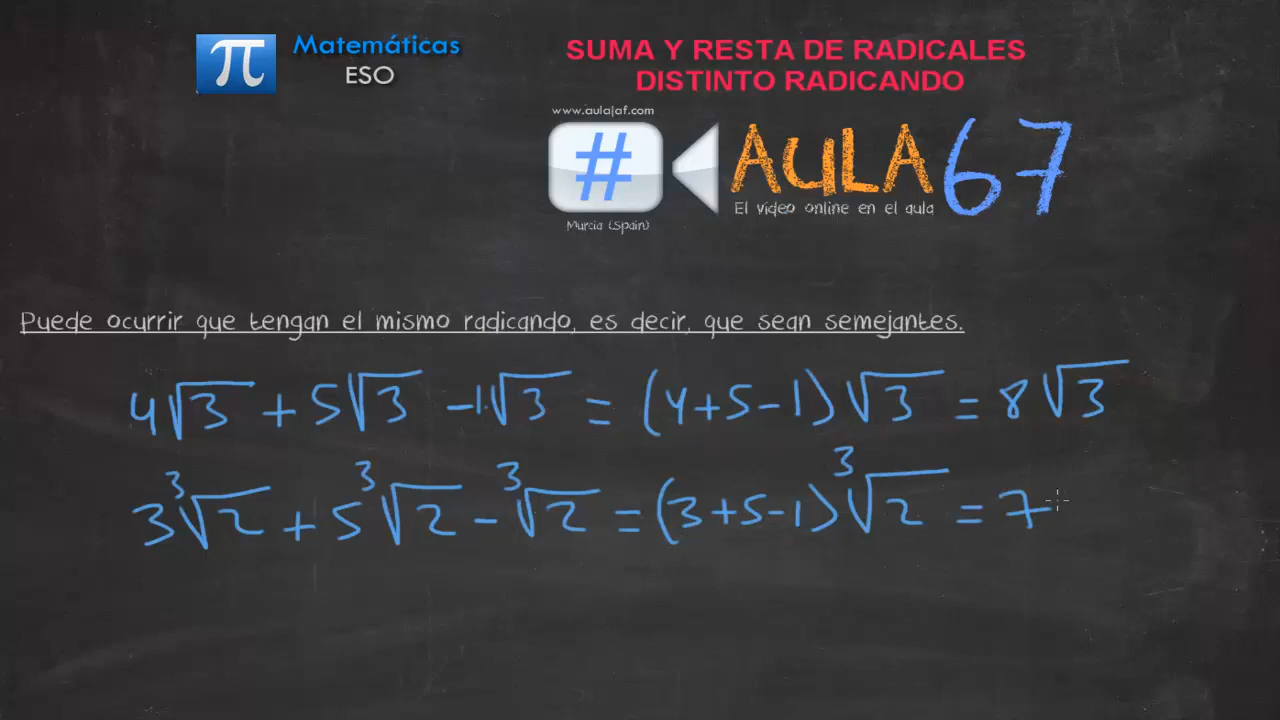 π Matemáticas
ESO
SUMA Y RESTA DE RADICALES
DISTINTO RADICANDO
www.aulajaf.com
# AULA 67
El vídeo online en el aula
Murcia (Spain)
Puede ocurrir que tengan el mismo radicando, es decir, que sean semejantes.
4√3 + 5√3 - 1·√3 = (4+5-1)√3 = 8√3
3∛2 + 5∛2 - ∛2 = (3+5-1)∛2 = 7